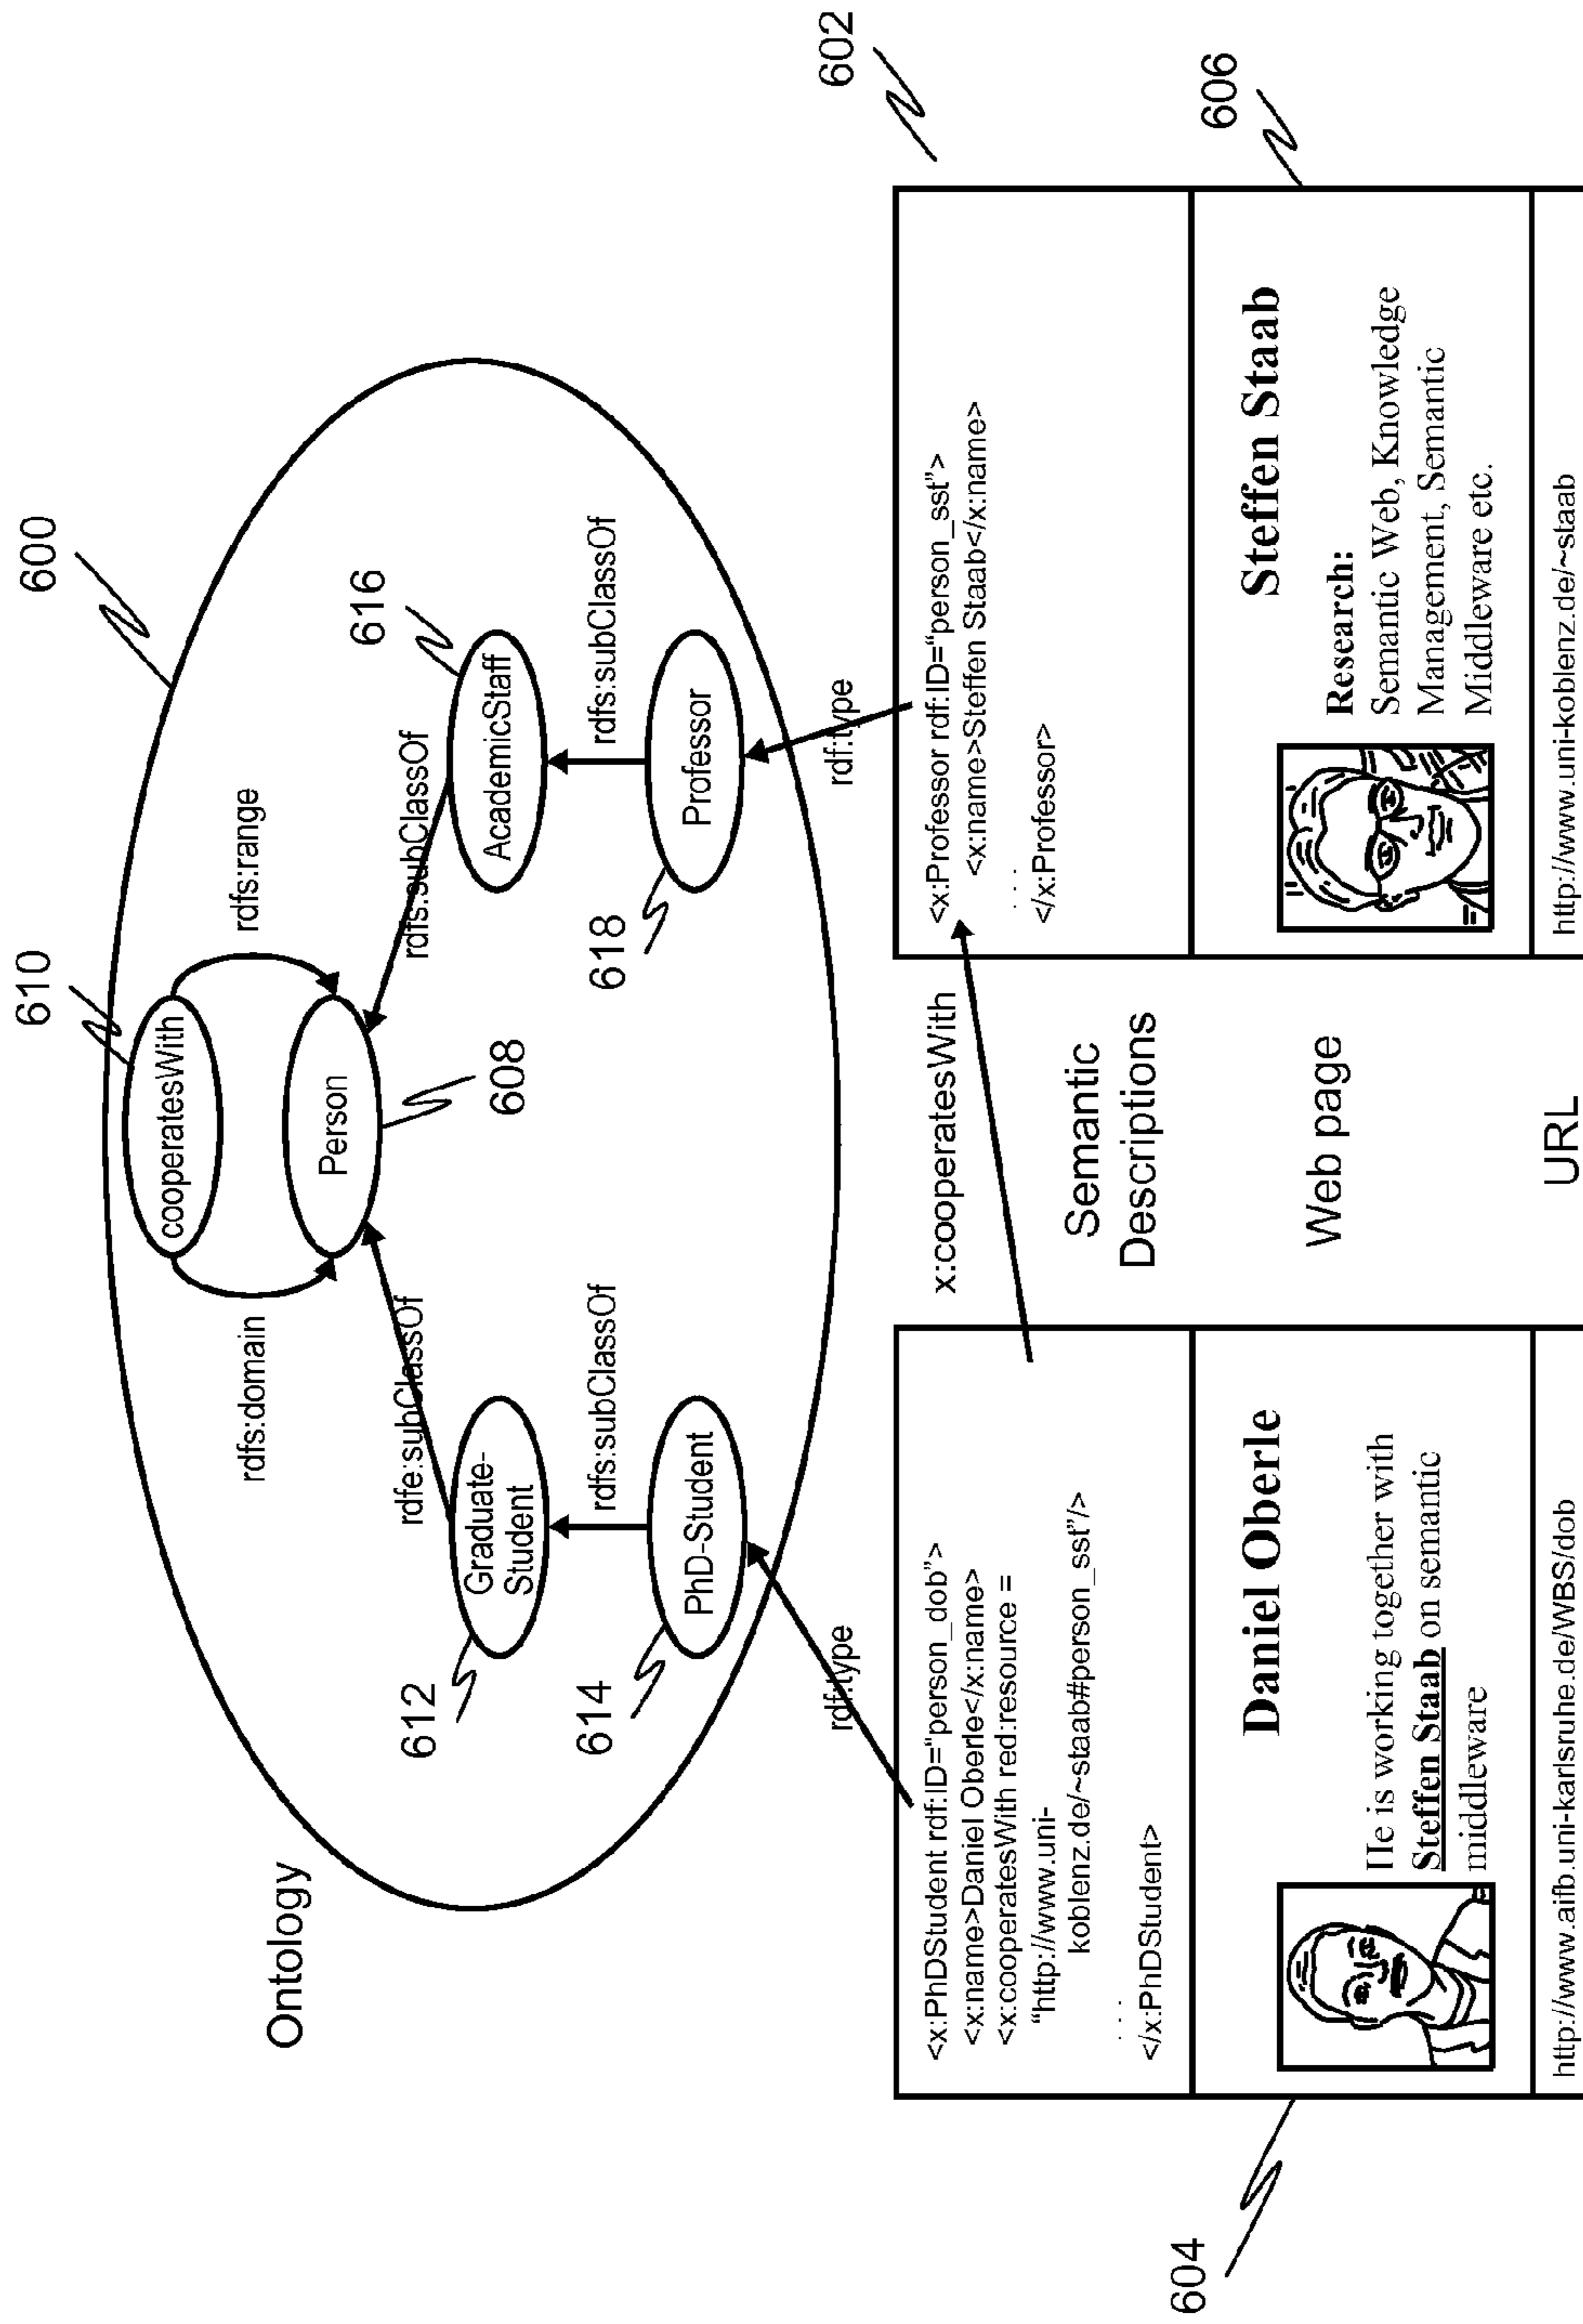 600
Ontology
610
cooperatesWith
rdfs:domain
rdfs:range
Person
608
rdfe:subClassOf
rdfs:subClassOf
612
Graduate-
Student
616
AcademicStaff
rdfs:subClassOf
rdfs:subClassOf
614
PhD-Student
618
Professor
rdf:type
rdf:type
602
<x:PhDStudent rdf:ID="person_dob">
<x:name>Daniel Oberle</x:name>
<x:cooperatesWith red:resource =
"http://www.uni-
koblenz.de/~staab#person_sst"/>
. . .
</x:PhDStudent>
x:cooperatesWith
Semantic
Descriptions
<x:Professor rdf:ID="person_sst">
<x:name>Steffen Staab</x:name>
. . .
</x:Professor>
604
Daniel Oberle
He is working together with
Steffen Staab on semantic
middleware
Web page
606
Steffen Staab
Research:
Semantic Web, Knowledge
Management, Semantic
Middleware etc.
http://www.aifb.uni-karlsruhe.de/WBS/dob
URL
http://www.uni-koblenz.de/~staab